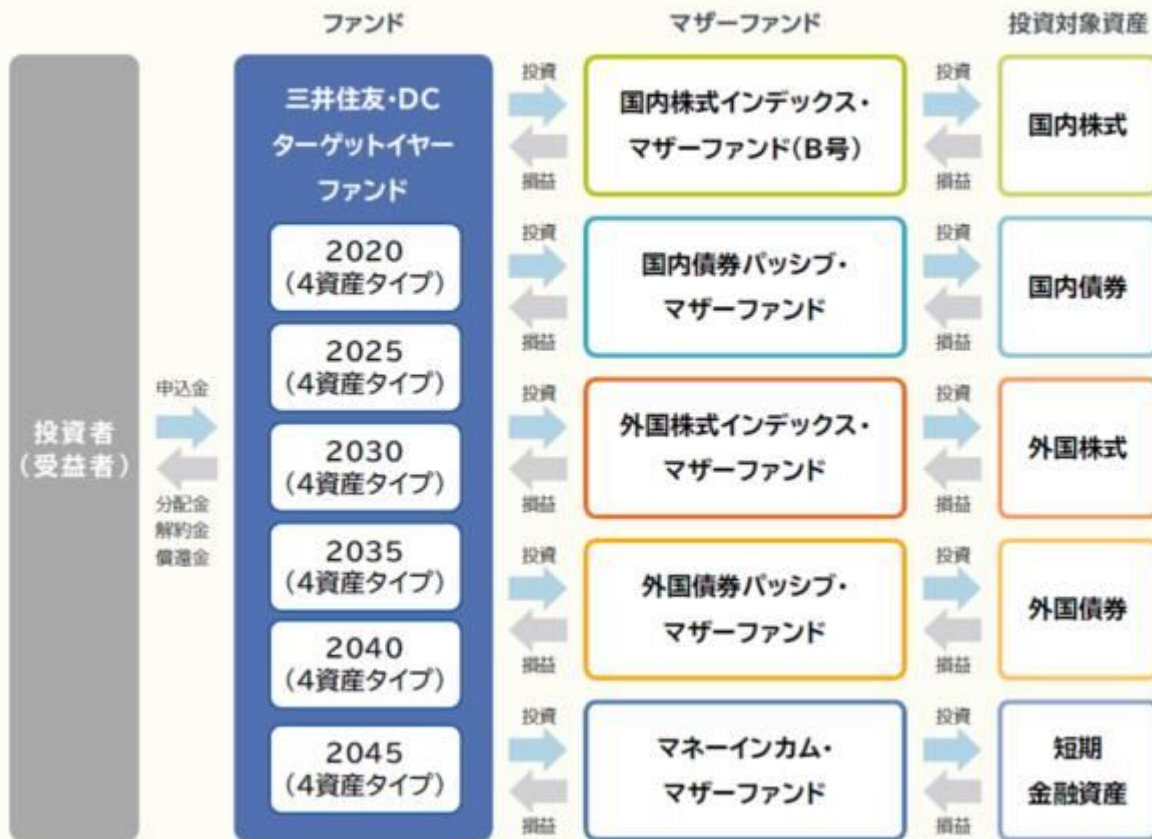 ファンド
マザーファンド
投資対象資産
投資者
(受益者)
申込金
分配金
解約金
償還金
三井住友・DC
ターゲットイヤー
ファンド
2020
(4資産タイプ)
2025
(4資産タイプ)
2030
(4資産タイプ)
2035
(4資産タイプ)
2040
(4資産タイプ)
2045
(4資産タイプ)
投資
損益
国内株式インデックス・
マザーファンド(B号)
投資
損益
国内株式
投資
損益
国内債券パッシブ・
マザーファンド
投資
損益
国内債券
投資
損益
外国株式インデックス・
マザーファンド
投資
損益
外国株式
投資
損益
外国債券パッシブ・
マザーファンド
投資
損益
外国債券
投資
損益
マネーインカム・
マザーファンド
投資
損益
短期
金融資産